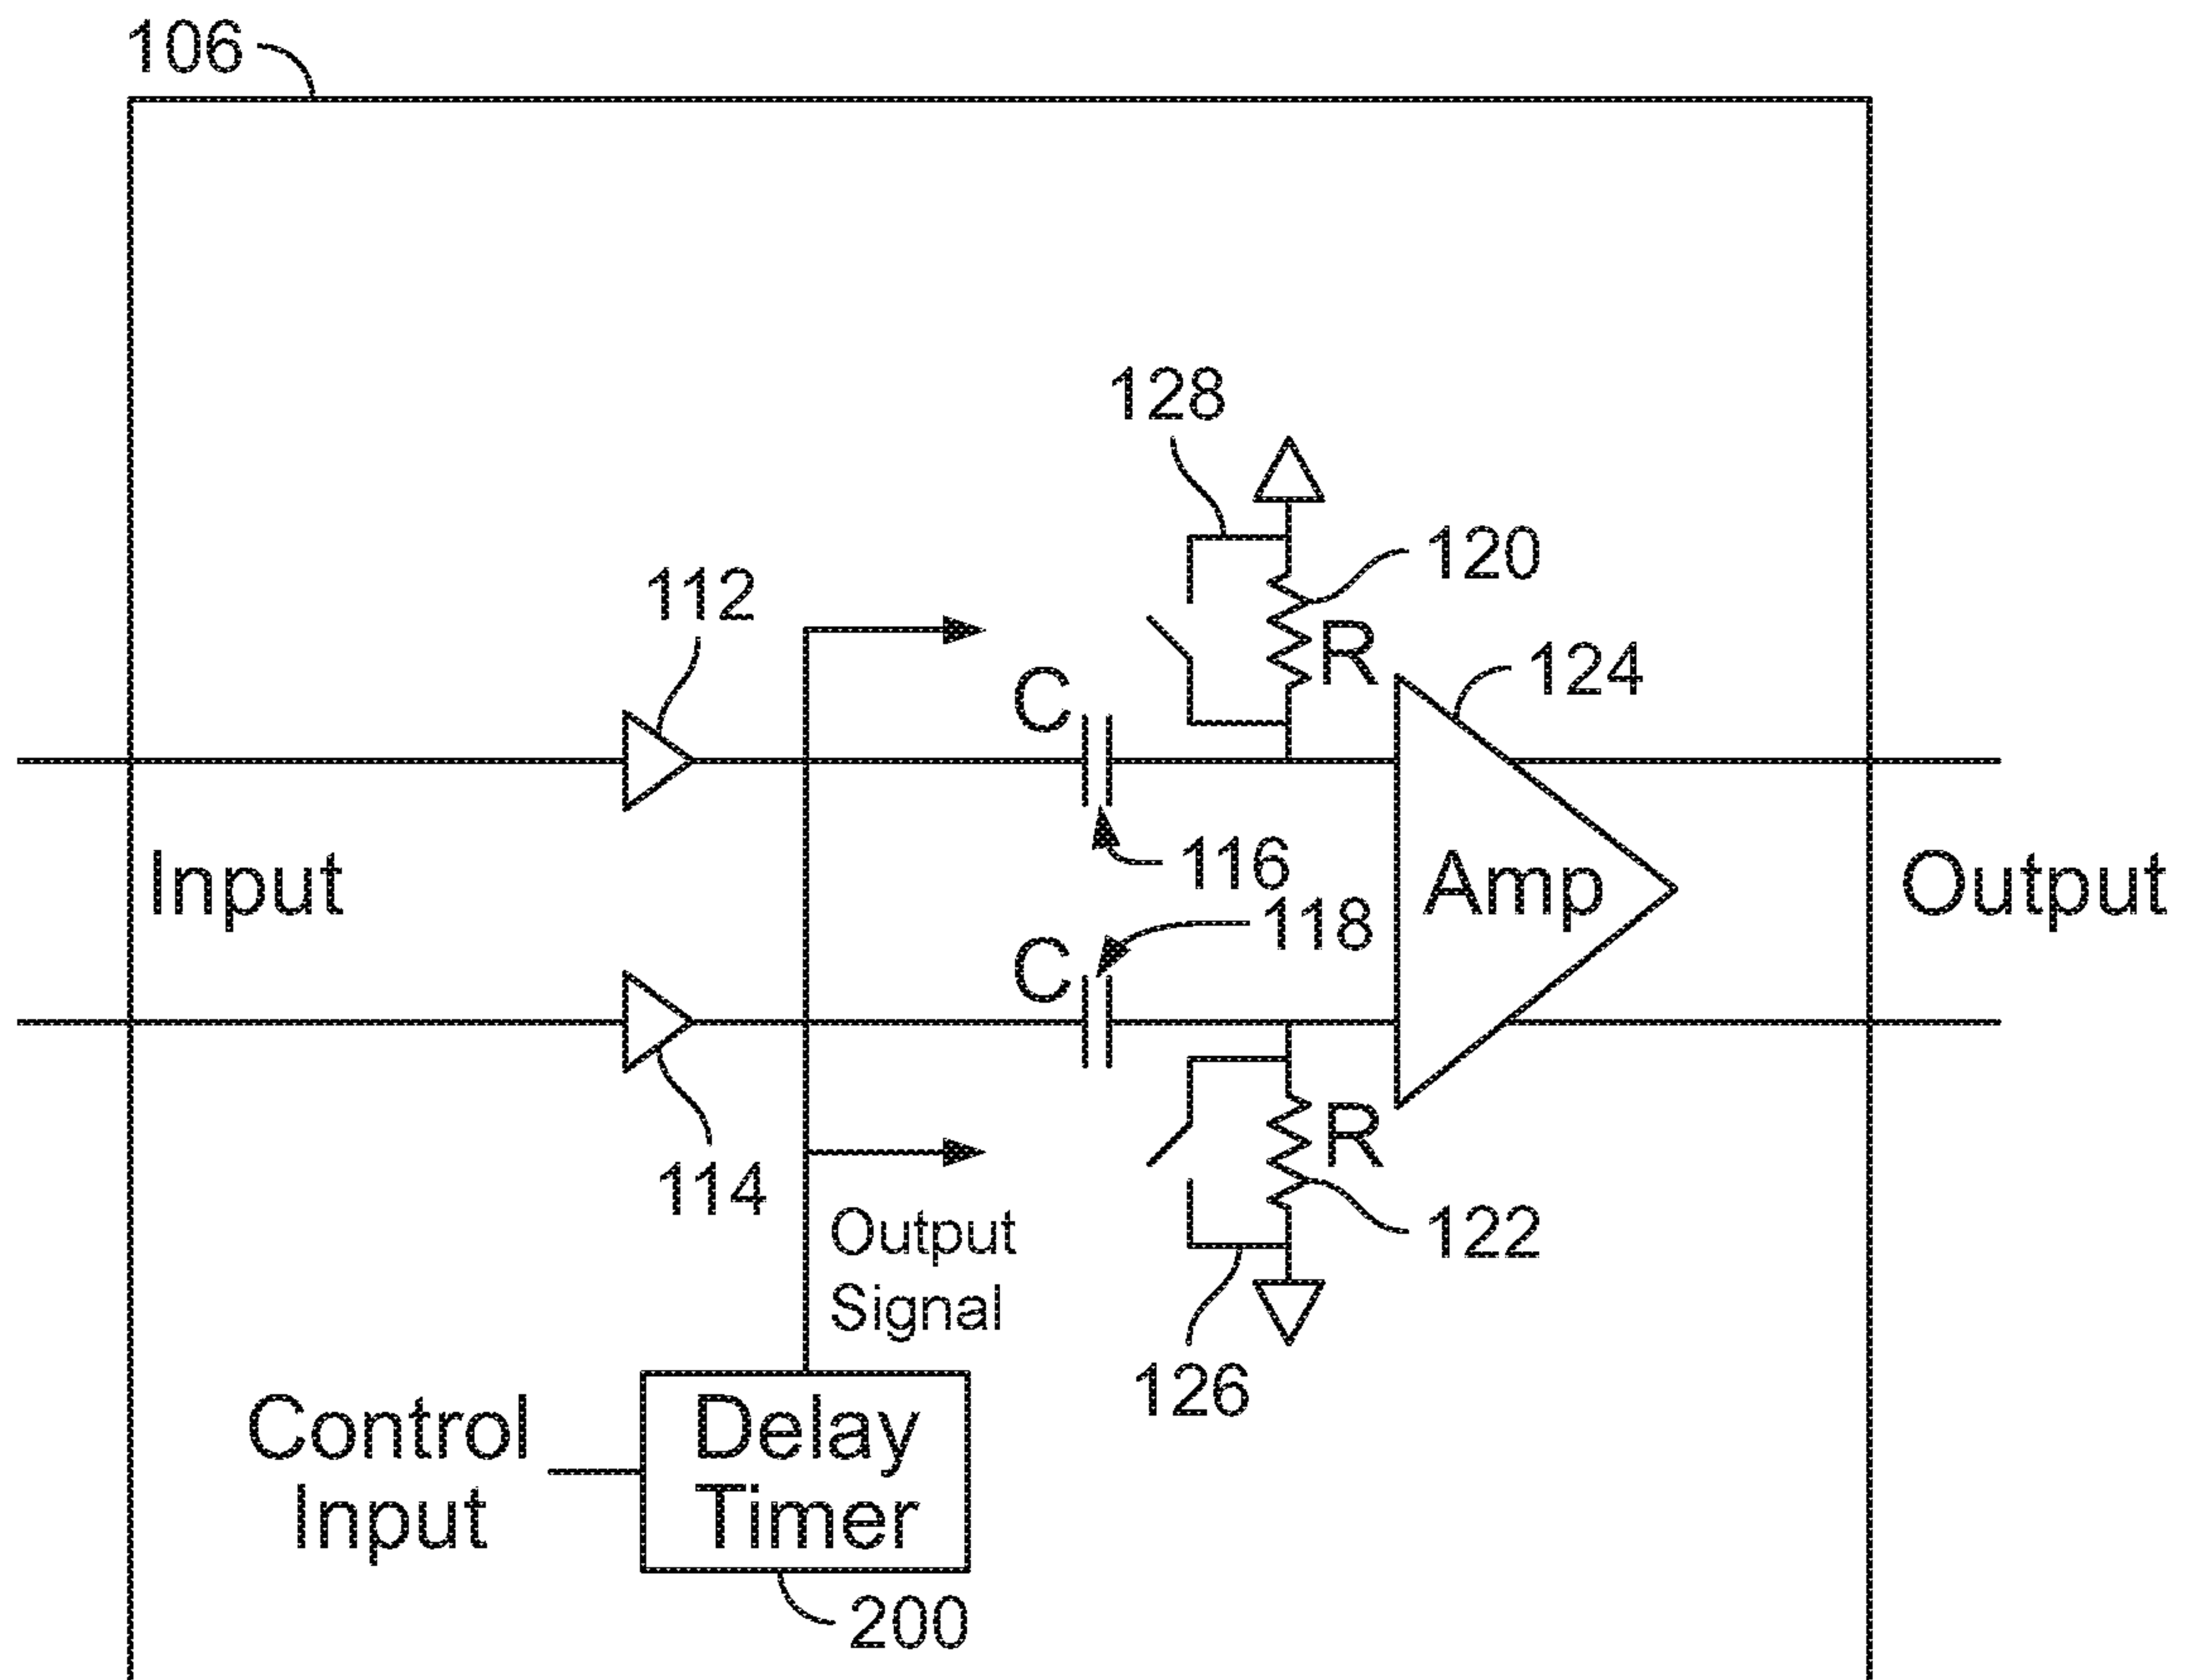 106
128
120
112
R
124
C
116
Input
Amp
Output
118
C
R
114
Output
Signal
122
126
Control
Input
Delay
Timer
200